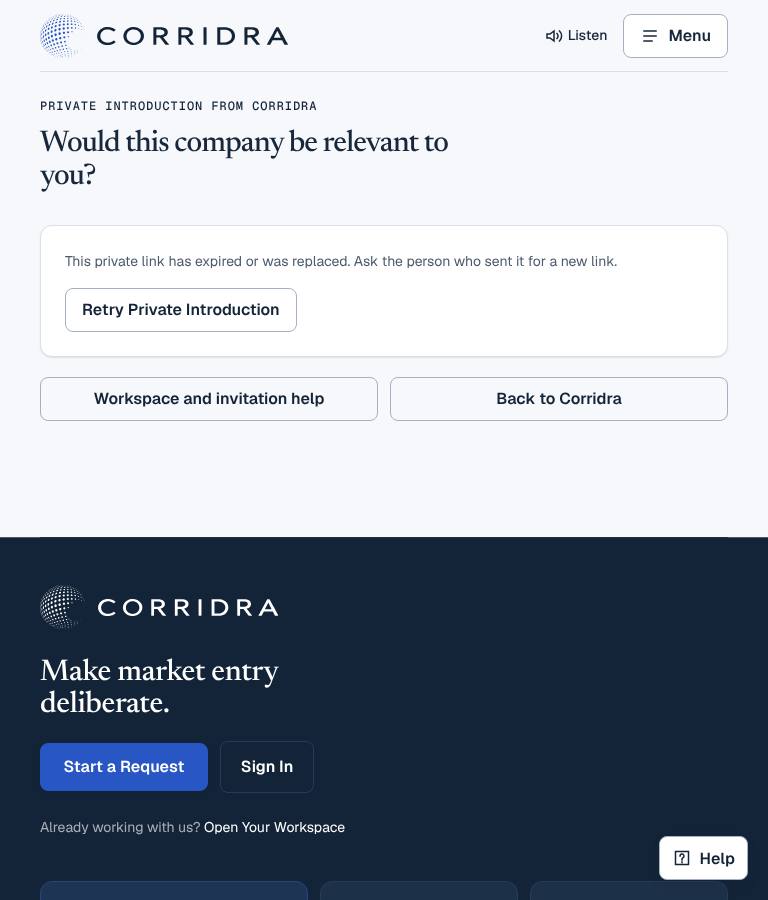 CORRIDRA
Listen
Menu
PRIVATE INTRODUCTION FROM CORRIDRA
Would this company be relevant to
you?
This private link has expired or was replaced. Ask the person who sent it for a new link.
Retry Private Introduction
Workspace and invitation help
Back to Corridra
CORRIDRA
Make market entry
deliberate.
Start a Request
Sign In
Already working with us? Open Your Workspace
Help